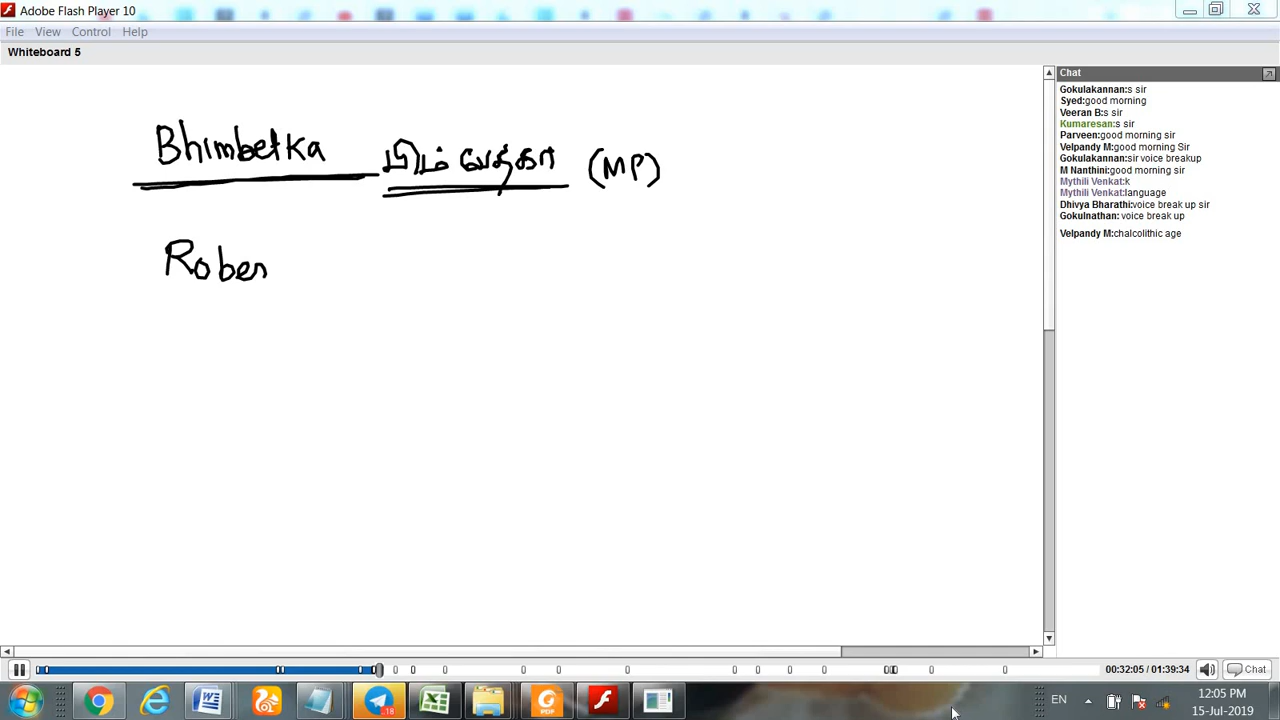 Adobe Flash Player 10
File View Control Help
Whiteboard 5
Bhimbetka பிம் பேத்கா (MP)
Rober
Chat
Gokulakannan:s sir
Syed:good morning
Veeran B:s sir
Kumaresan:s sir
Parveen:good morning sir
Velpandy M:good morning Sir
Gokulakannan:sir voice breakup
M Nanthini:good morning sir
Mythili Venkat:k
Mythili Venkat:language
Dhivya Bharathi:voice break up sir
Gokulnathan: voice break up
Velpandy M:chalcolithic age
00:32:05 / 01:39:34
Chat
18
PDF
EN
12:05 PM
15-Jul-2019